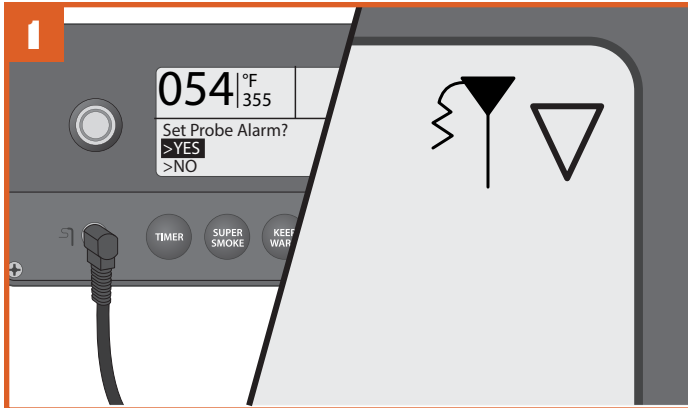 1
054 °F
355
Set Probe Alarm?
>YES
>NO
TIMER
SUPER
SMOKE
KEEP
WAR